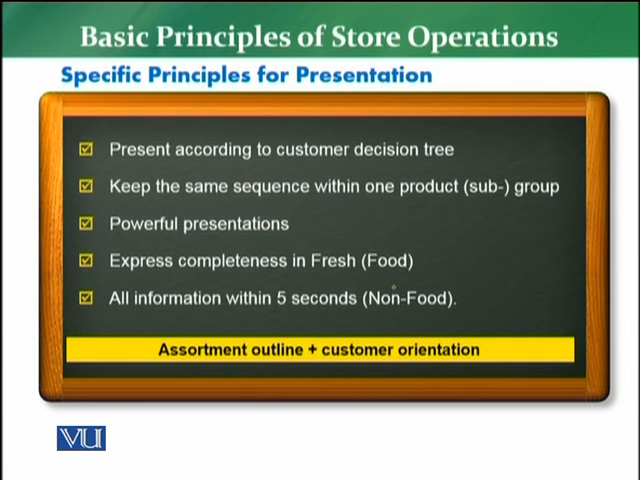 Basic Principles of Store Operations
Specific Principles for Presentation
Present according to customer decision tree
Keep the same sequence within one product (sub-) group
Powerful presentations
Express completeness in Fresh (Food)
All information within 5 seconds (Non-Food).
Assortment outline + customer orientation
VU